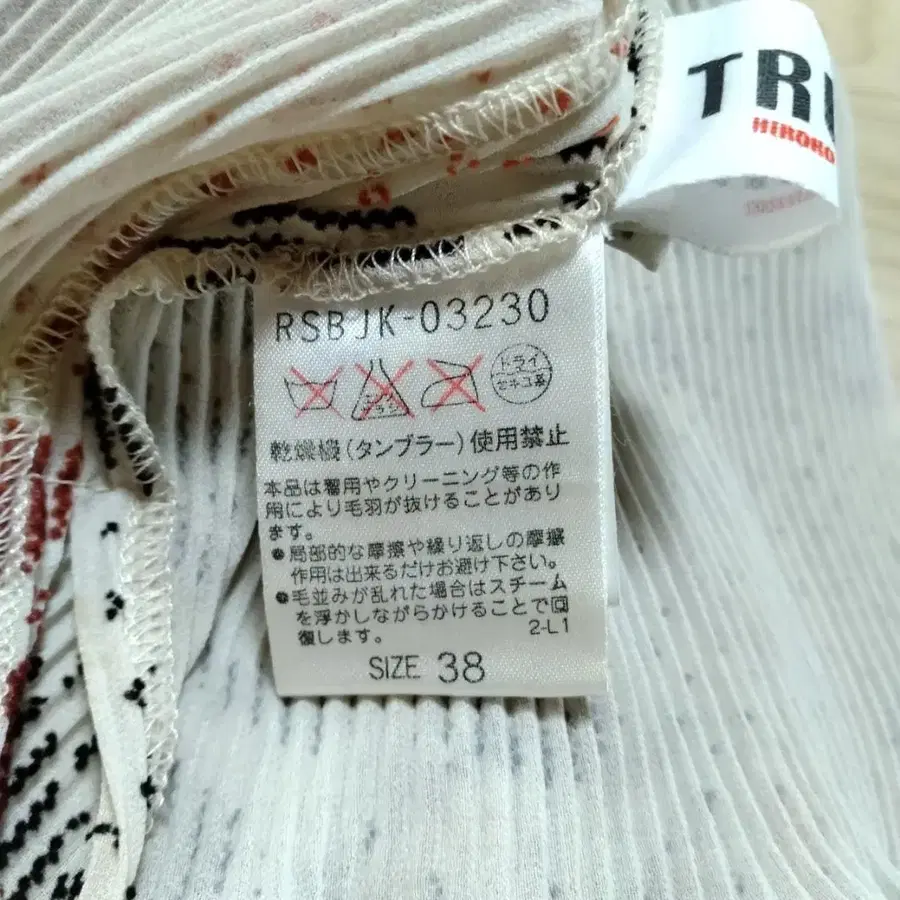 TRU
HIROKO
RSBJK-03230
ドライ
セキユ系
乾燥機(タンブラー)使用禁止
本品は着用やクリーニング等の作
用により毛羽が抜けることがあり
ます。
●局部的な摩擦や繰り返しの摩擦
作用は出来るだけお避け下さい。
●毛並みが乱れた場合はスチーム
を浮かしながらかけることで回
復します。
2-L1
SIZE 38